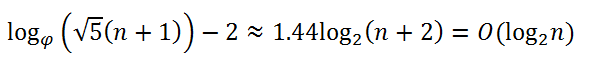 log_φ (√5(n + 1)) − 2 ≈ 1.44log₂(n + 2) = O(log₂n)